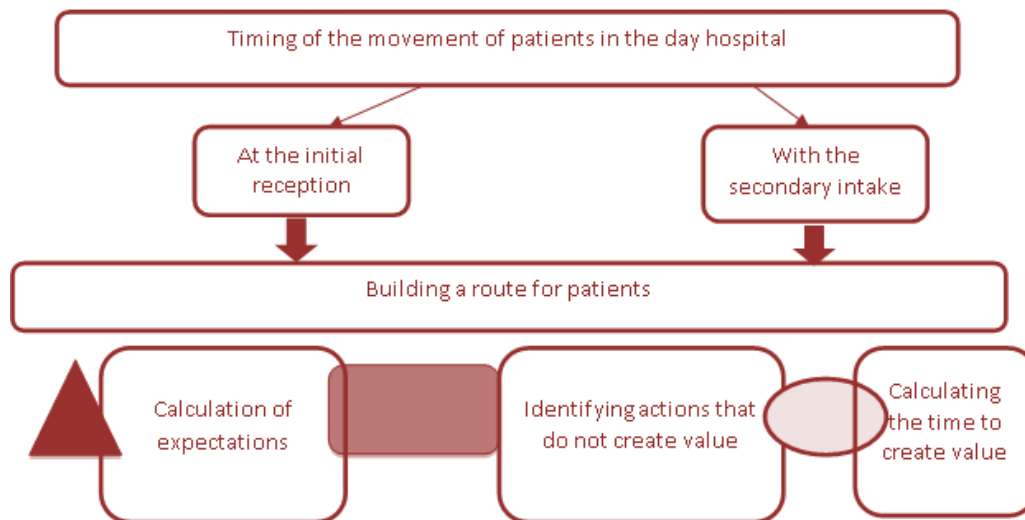 Timing of the movement of patients in the day hospital
At the initial
reception
With the
secondary intake
Building a route for patients
Calculation of
expectations
Identifying actions that
do not create value
Calculating
the time to
create value